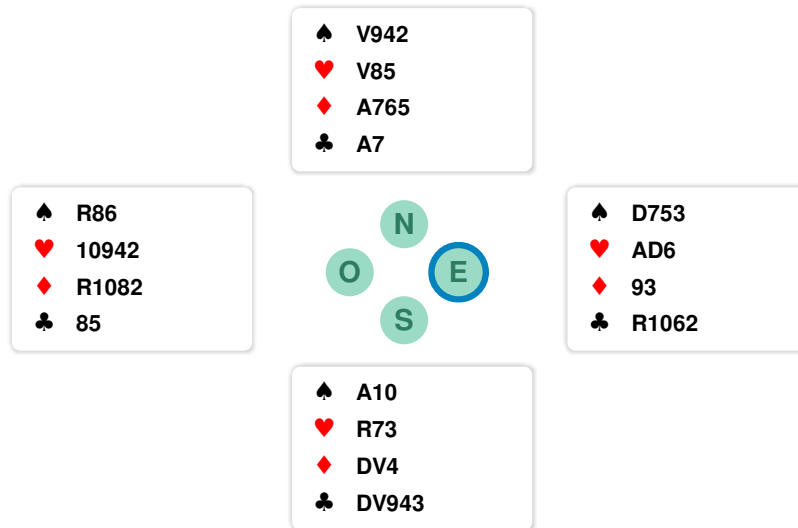 ♠ V942
♥ V85
♦ A765
♣ A7
♠ R86
♥ 10942
♦ R1082
♣ 85
N
O
E
S
♠ D753
♥ AD6
♦ 93
♣ R1062
♠ A10
♥ R73
♦ DV4
♣ DV943